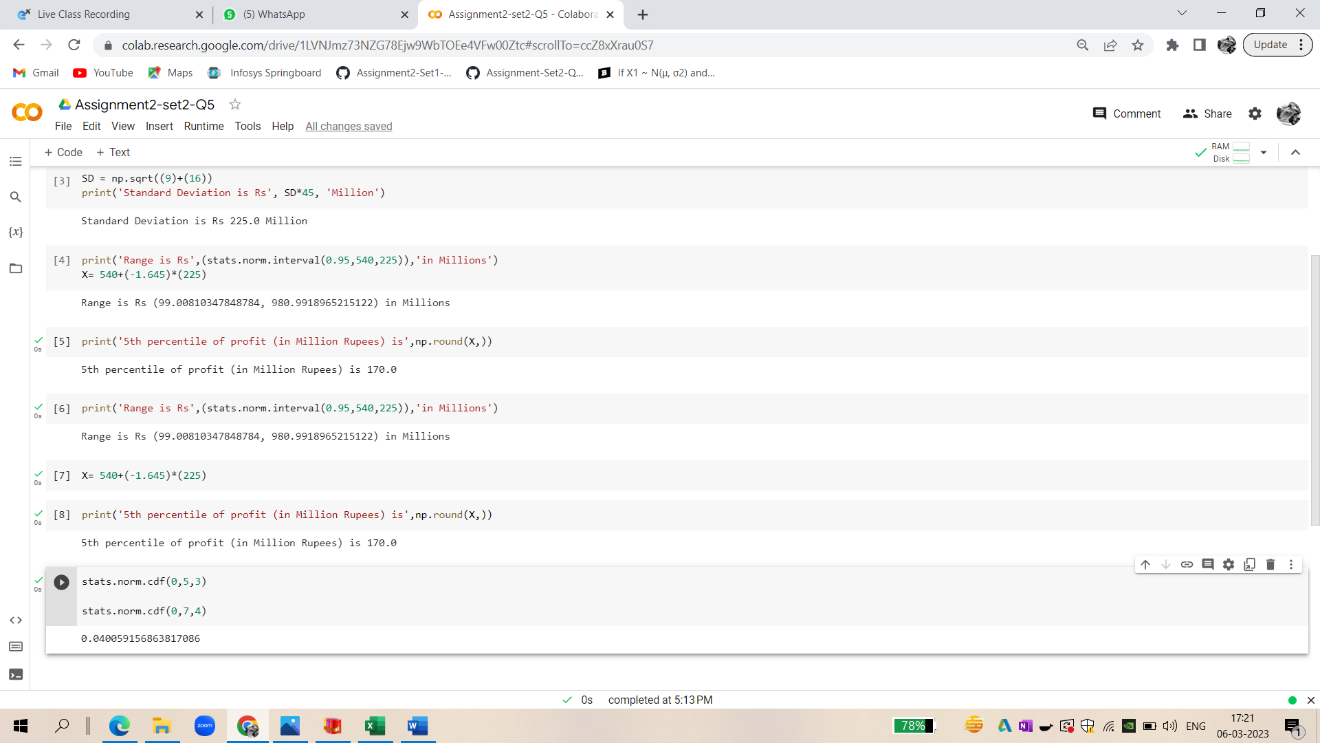 Live Class Recording
(5) WhatsApp
Assignment2-set2-Q5 - Colabora
colab.research.google.com/drive/1LVNJmz73NZG78Ejw9WbTOEe4VFw00Ztc#scrollTo=ccZ8xXrau0S7
Update
Gmail YouTube Maps Infosys Springboard Assignment2-Set1-... Assignment-Set2-Q... If X1 ~ N(μ, σ2) and...
Assignment2-set2-Q5
File Edit View Insert Runtime Tools Help All changes saved
Comment Share
+ Code + Text
RAM
Disk
[3] SD = np.sqrt((9)+(16))
print('Standard Deviation is Rs', SD*45, 'Million')
Standard Deviation is Rs 225.0 Million
{x}
[4] print('Range is Rs',(stats.norm.interval(0.95,540,225)),'in Millions')
X= 540+(-1.645)*(225)
Range is Rs (99.00810347848784, 980.9918965215122) in Millions
0s [5] print('5th percentile of profit (in Million Rupees) is',np.round(X,))
5th percentile of profit (in Million Rupees) is 170.0
0s [6] print('Range is Rs',(stats.norm.interval(0.95,540,225)),'in Millions')
Range is Rs (99.00810347848784, 980.9918965215122) in Millions
0s [7] X= 540+(-1.645)*(225)
0s [8] print('5th percentile of profit (in Million Rupees) is',np.round(X,))
5th percentile of profit (in Million Rupees) is 170.0
0s stats.norm.cdf(0,5,3)
stats.norm.cdf(0,7,4)
0.040059156863817086
0s completed at 5:13 PM
zoom
78%
ENG
17:21
06-03-2023
1